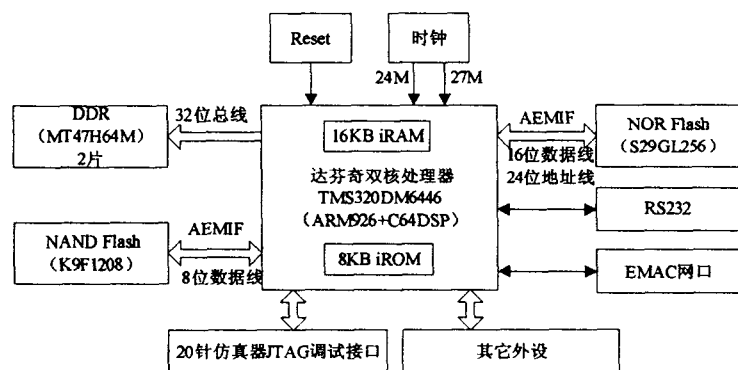 Reset
时钟
24M
27M
DDR
(MT47H64M)
2片
32位总线
16KB iRAM
AEMIF
16位数据线
24位地址线
NOR Flash
(S29GL256)
达芬奇双核处理器
TMS320DM6446
(ARM926+C64DSP)
RS232
NAND Flash
(K9F1208)
AEMIF
8位数据线
8KB iROM
EMAC网口
20针仿真器JTAG调试接口
其它外设